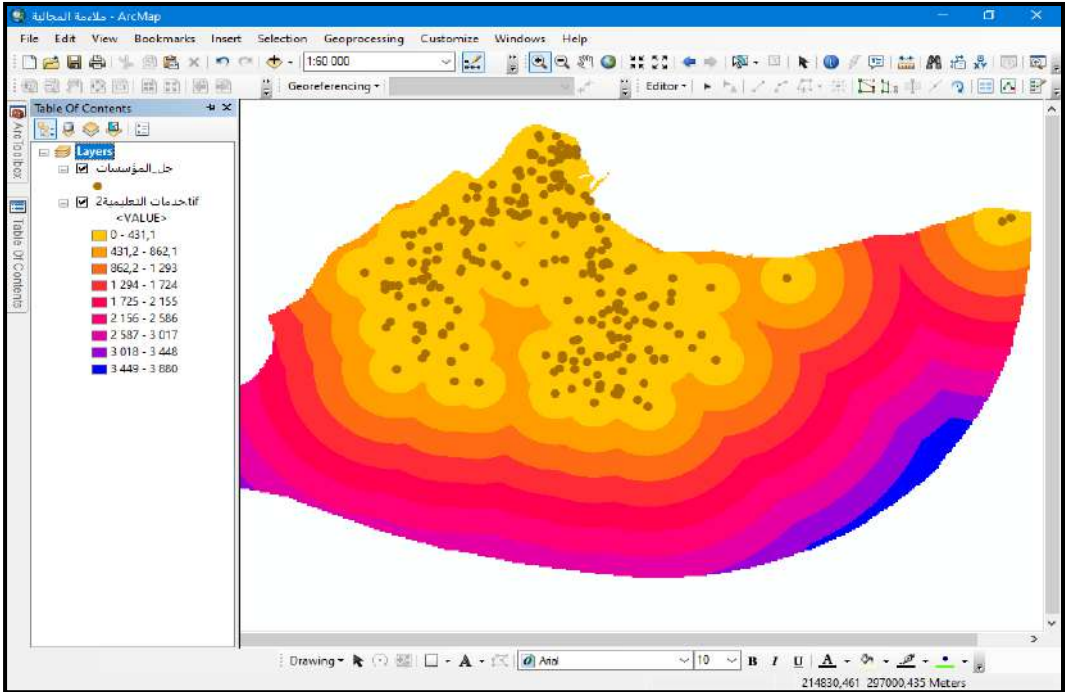 ملاءمة المجالية - ArcMap
File Edit View Bookmarks Insert Selection Geoprocessing Customize Windows Help
1:60 000
Georeferencing
Editor
Table Of Contents
ArcToolbox
Table Of Contents
Layers
حل_المؤسسات
خدمات التعليمية2.tif
<VALUE>
0 - 431,1
431,2 - 862,1
862,2 - 1 293
1 294 - 1 724
1 725 - 2 155
2 156 - 2 586
2 587 - 3 017
3 018 - 3 448
3 449 - 3 880
Drawing A Arial 10 B I U A
214830,461 297000,435 Meters